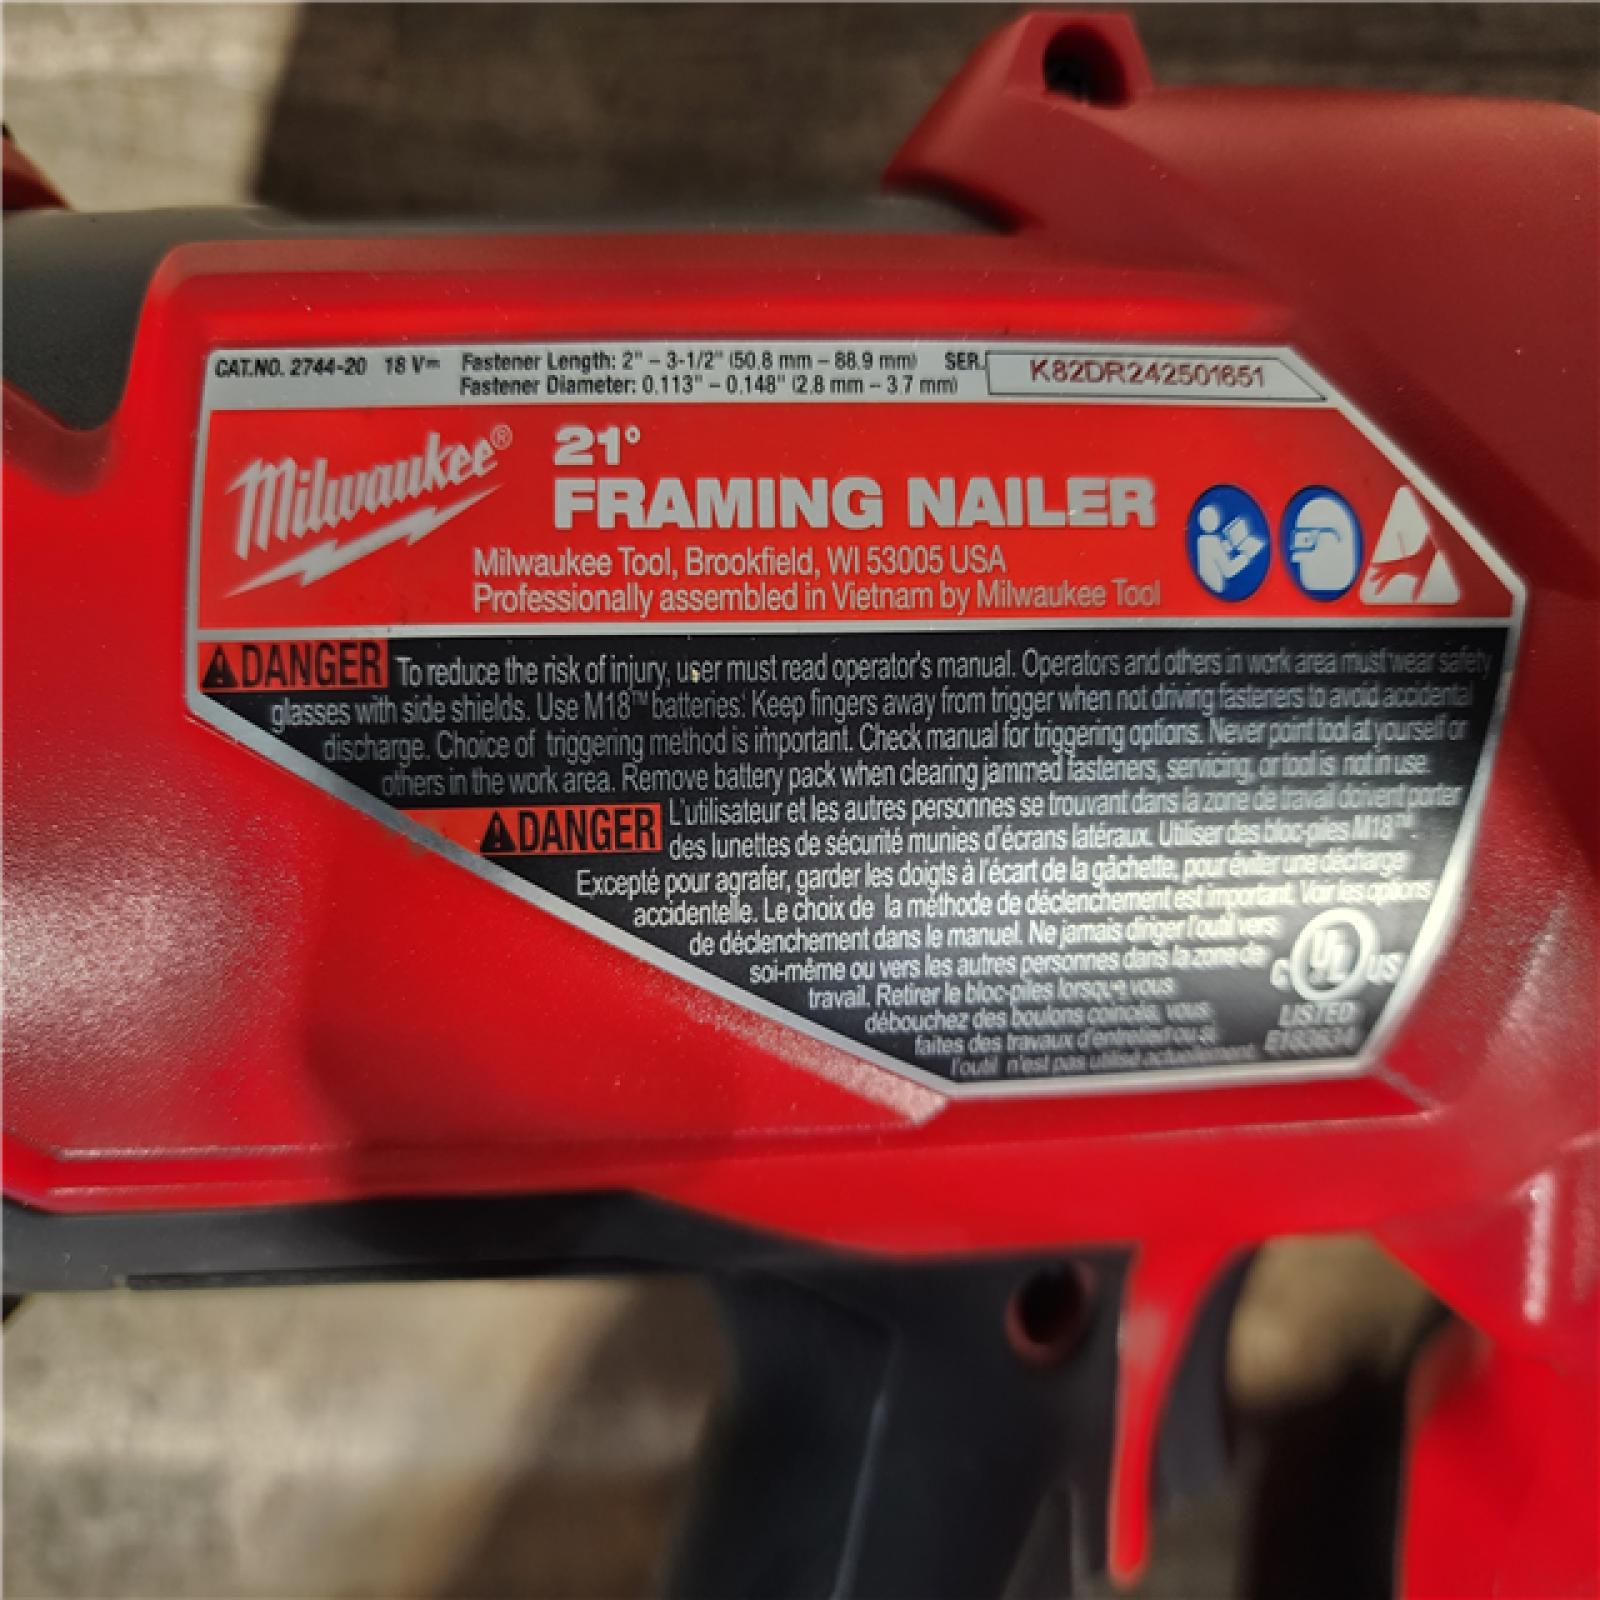 CAT.NO. 2744-20 18 V⎓ Fastener Length: 2" – 3-1/2" (50.8 mm – 88.9 mm) SER. K82DR242501651
Fastener Diameter: 0.113" – 0.148" (2.8 mm – 3.7 mm)
Milwaukee®
21°
FRAMING NAILER
Milwaukee Tool, Brookfield, WI 53005 USA
Professionally assembled in Vietnam by Milwaukee Tool
DANGER To reduce the risk of injury, user must read operator's manual. Operators and others in work area must wear safety
glasses with side shields. Use M18™ batteries. Keep fingers away from trigger when not driving fasteners to avoid accidental
discharge. Choice of triggering method is important. Check manual for triggering options. Never point tool at yourself or
others in the work area. Remove battery pack when clearing jammed fasteners, servicing, or tool is not in use.
DANGER L'utilisateur et les autres personnes se trouvant dans la zone de travail doivent porter
des lunettes de sécurité munies d'écrans latéraux. Utiliser des bloc-piles M18™.
Excepté pour agrafer, garder les doigts à l'écart de la gâchette, pour éviter une décharge
accidentelle. Le choix de la méthode de déclenchement est important. Voir les options
de déclenchement dans le manuel. Ne jamais diriger l'outil vers
soi-même ou vers les autres personnes dans la zone de
travail. Retirer le bloc-piles lorsque vous
débouchez des boulons coincés, vous
faites des travaux d'entretien ou si
l'outil n'est pas utilisé actuellement.
C UL US
LISTED
E183634